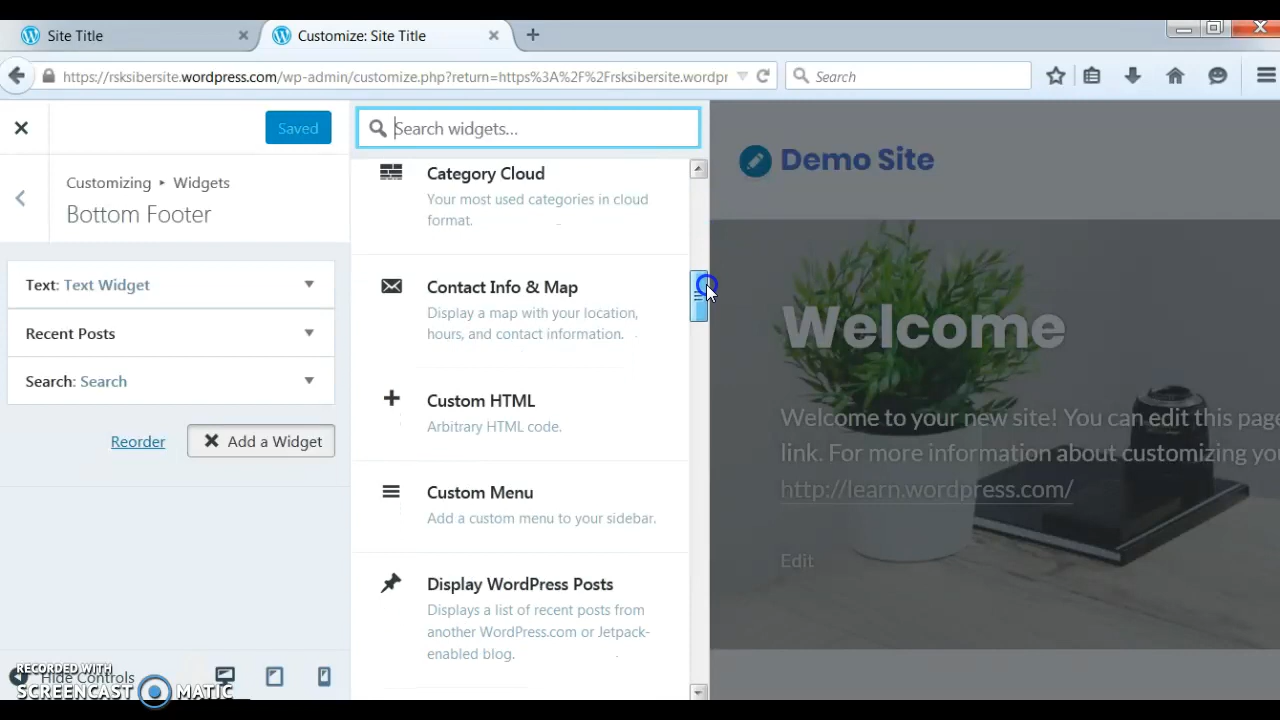 Site Title
Customize: Site Title
https://rsksibersite.wordpress.com/wp-admin/customize.php?return=https%3A%2F%2Frsksibersite.wordpr
Search
Saved
Customizing ▸ Widgets
Bottom Footer
Text: Text Widget
Recent Posts
Search: Search
Reorder
Add a Widget
Hide Controls
RECORDED WITH
SCREENCAST MATIC
Search widgets...
Category Cloud
Your most used categories in cloud
format.
Contact Info & Map
Display a map with your location,
hours, and contact information.
Custom HTML
Arbitrary HTML code.
Custom Menu
Add a custom menu to your sidebar.
Display WordPress Posts
Displays a list of recent posts from
another WordPress.com or Jetpack-
enabled blog.
Demo Site
Welcome
Welcome to your new site! You can edit this page
link. For more information about customizing yo
http://learn.wordpress.com/
Edit